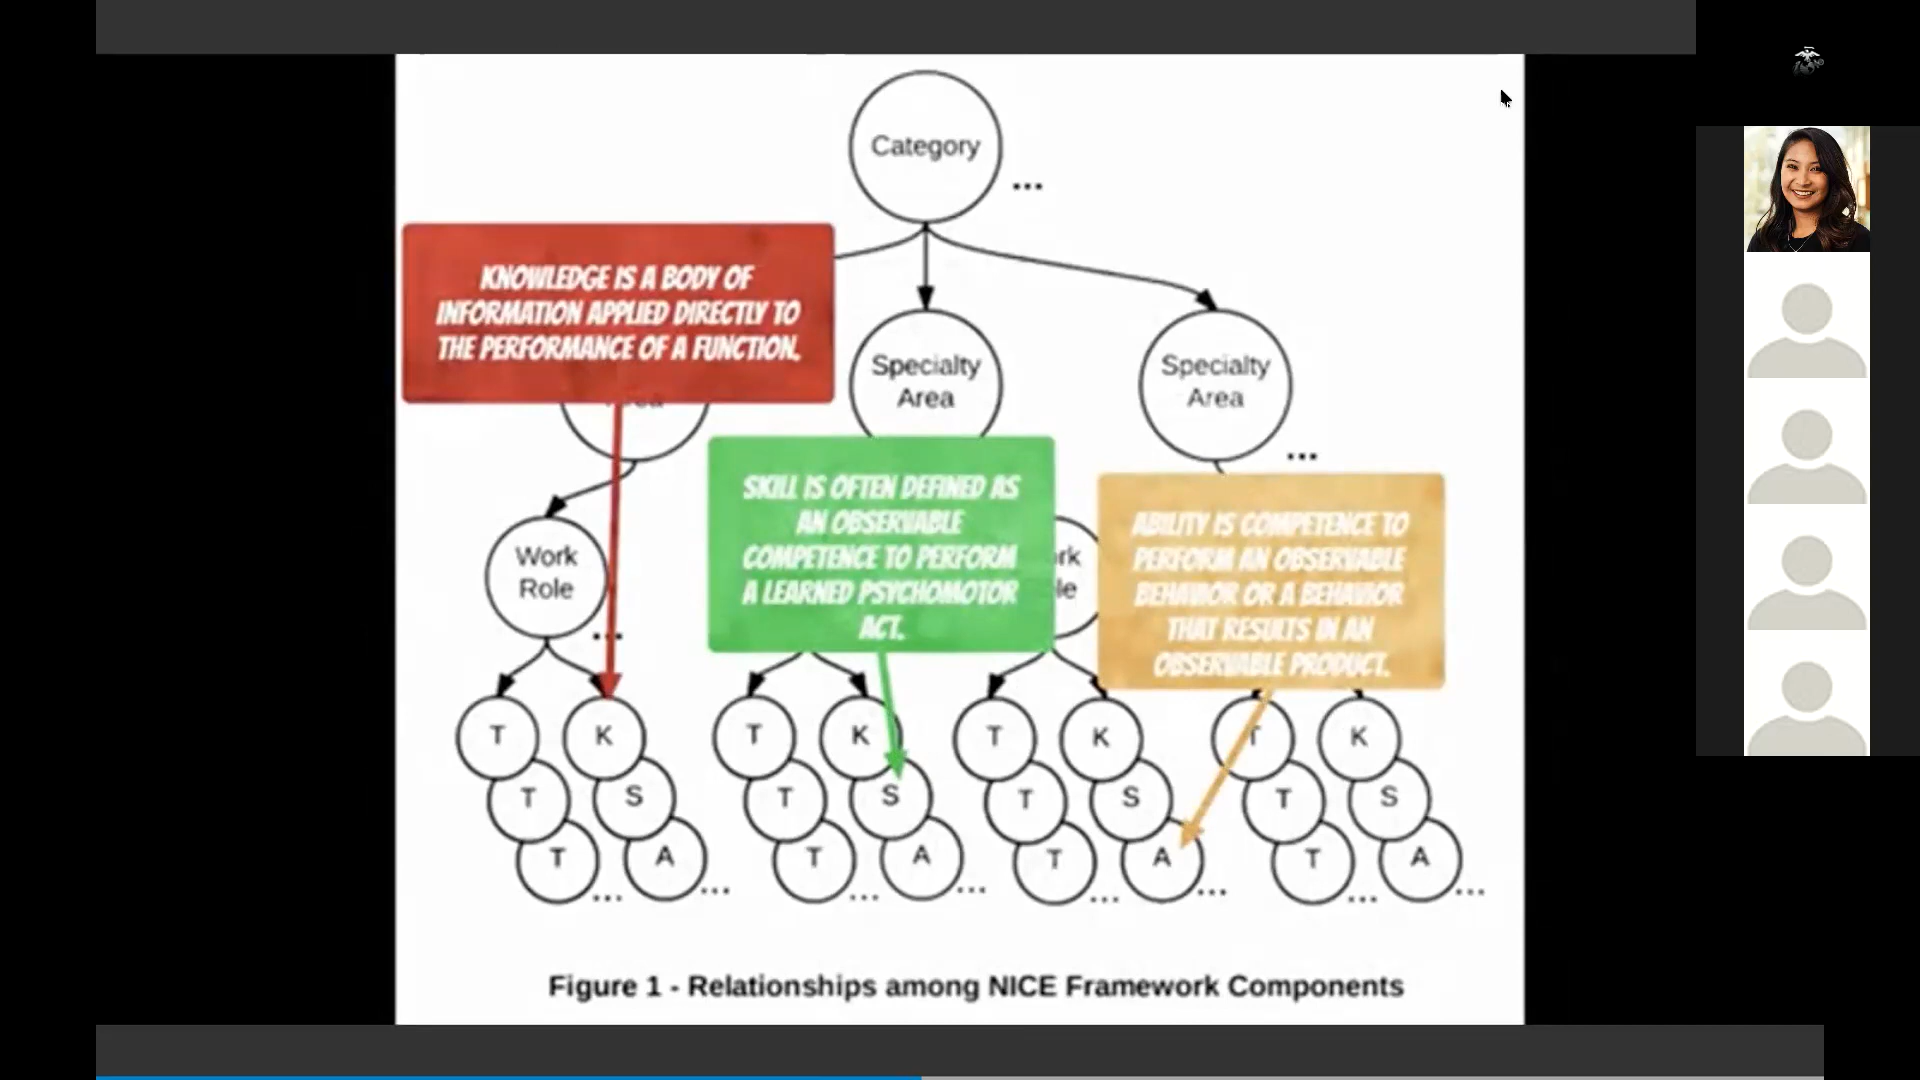 Category
...
KNOWLEDGE IS A BODY OF
INFORMATION APPLIED DIRECTLY TO
THE PERFORMANCE OF A FUNCTION.
Specialty
Area
Specialty
Area
...
SKILL IS OFTEN DEFINED AS
AN OBSERVABLE
COMPETENCE TO PERFORM
A LEARNED PSYCHOMOTOR
ACT.
ABILITY IS COMPETENCE TO
PERFORM AN OBSERVABLE
BEHAVIOR OR A BEHAVIOR
THAT RESULTS IN AN
OBSERVABLE PRODUCT.
Work
Role
...
T K T K T K T K
T S T S T S T S
T ... A ... T ... A ... T ... A ... T ... A ...
Figure 1 - Relationships among NICE Framework Components